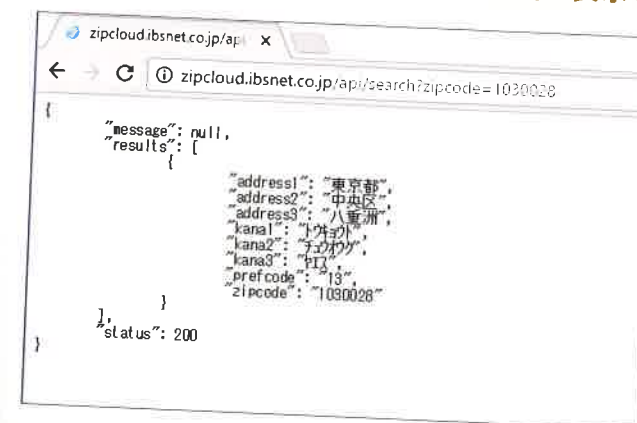 zipcloud.ibsnet.co.jp/api
zipcloud.ibsnet.co.jp/api/search?zipcode=1030028
{
"message": null,
"results": [
{
"address1": "東京都",
"address2": "中央区",
"address3": "八重洲",
"kana1": "ﾄｳｷｮｳﾄ",
"kana2": "ﾁｭｳｵｳｸ",
"kana3": "ﾔｴｽ",
"prefcode": "13",
"zipcode": "1030028"
}
],
"status": 200
}